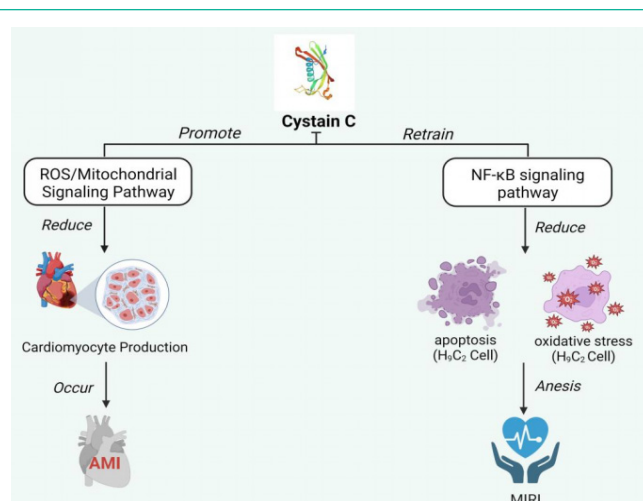 Cystain C
Promote
Retrain
ROS/Mitochondrial
Signaling Pathway
NF-κB signaling
pathway
Reduce
Reduce
Cardiomyocyte Production
apoptosis
(H₉C₂ Cell)
oxidative stress
(H₉C₂ Cell)
Occur
Anesis
AMI
MIRI